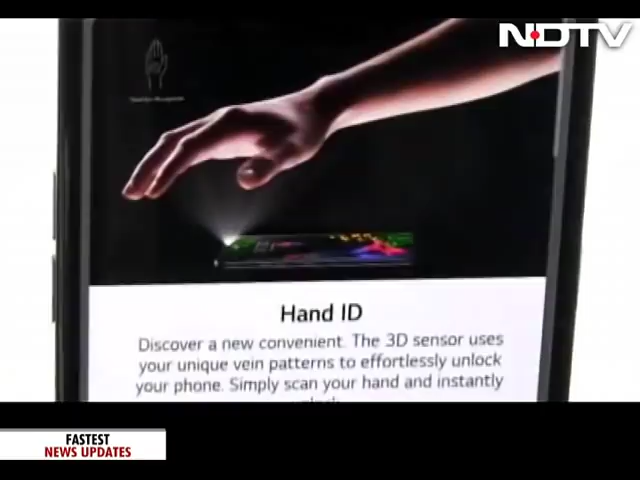 NDTV
Hand ID
Discover a new convenient. The 3D sensor uses
your unique vein patterns to effortlessly unlock
your phone. Simply scan your hand and instantly
FASTEST
NEWS UPDATES